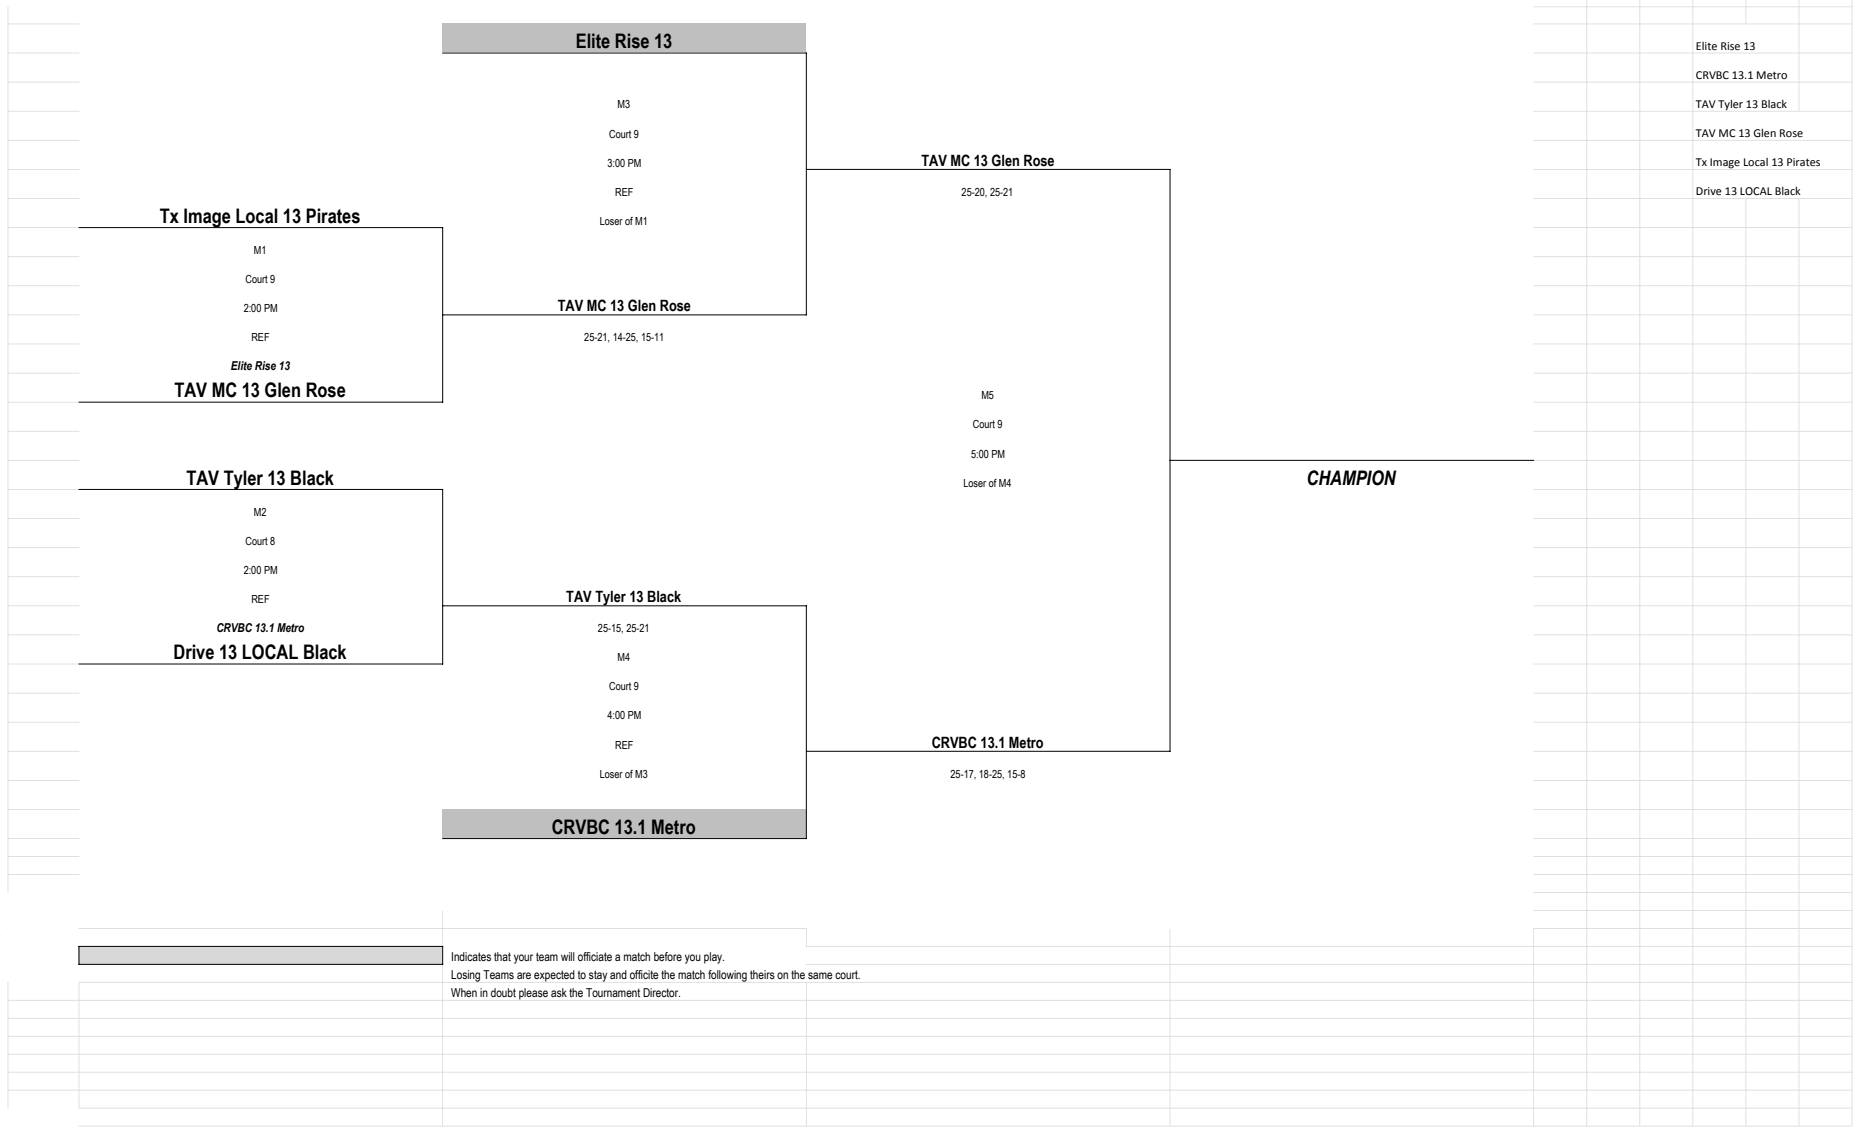 Elite Rise 13
M3
Court 9
3:00 PM
REF
Loser of M1
Tx Image Local 13 Pirates
M1
Court 9
2:00 PM
REF
Elite Rise 13
TAV MC 13 Glen Rose
TAV MC 13 Glen Rose
25-21, 14-25, 15-11
TAV MC 13 Glen Rose
25-20, 25-21
TAV Tyler 13 Black
M2
Court 8
2:00 PM
REF
CRVBC 13.1 Metro
Drive 13 LOCAL Black
TAV Tyler 13 Black
25-15, 25-21
M4
Court 9
4:00 PM
REF
Loser of M3
CRVBC 13.1 Metro
M5
Court 9
5:00 PM
Loser of M4
CRVBC 13.1 Metro
25-17, 18-25, 15-8
CHAMPION
Elite Rise 13
CRVBC 13.1 Metro
TAV Tyler 13 Black
TAV MC 13 Glen Rose
Tx Image Local 13 Pirates
Drive 13 LOCAL Black
Indicates that your team will officiate a match before you play.
Losing Teams are expected to stay and officite the match following theirs on the same court.
When in doubt please ask the Tournament Director.